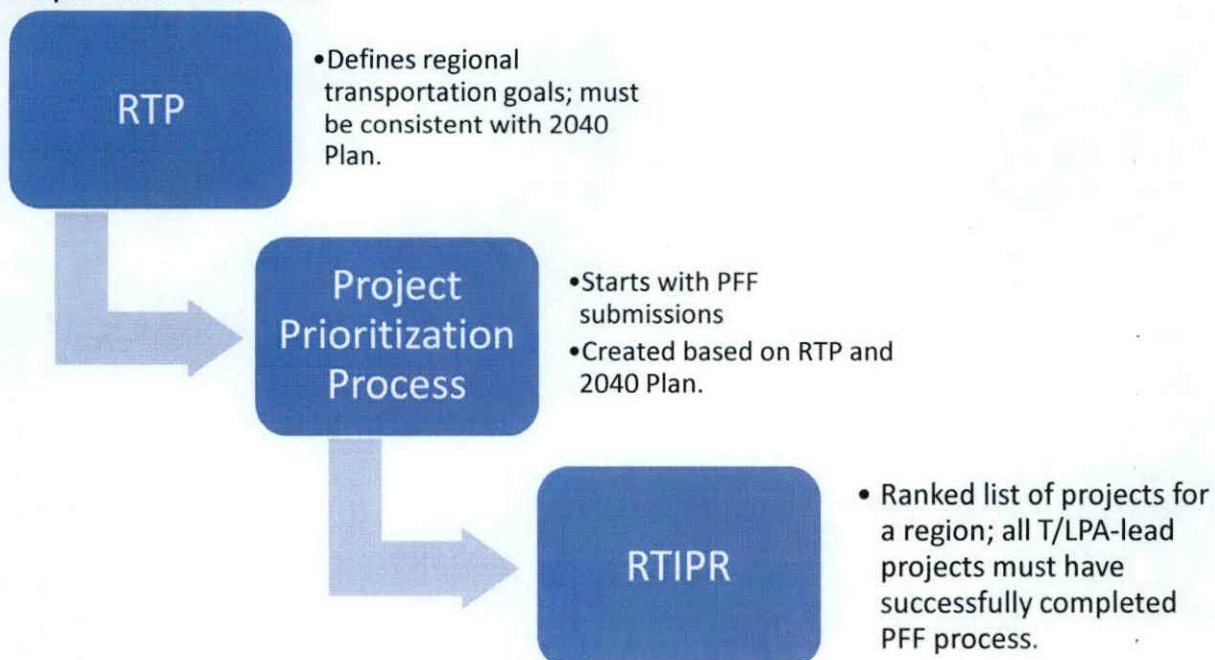 RTP
•Defines regional
transportation goals; must
be consistent with 2040
Plan.
Project
Prioritization
Process
•Starts with PFF
submissions
•Created based on RTP and
2040 Plan.
RTIPR
• Ranked list of projects for
a region; all T/LPA-lead
projects must have
successfully completed
PFF process.